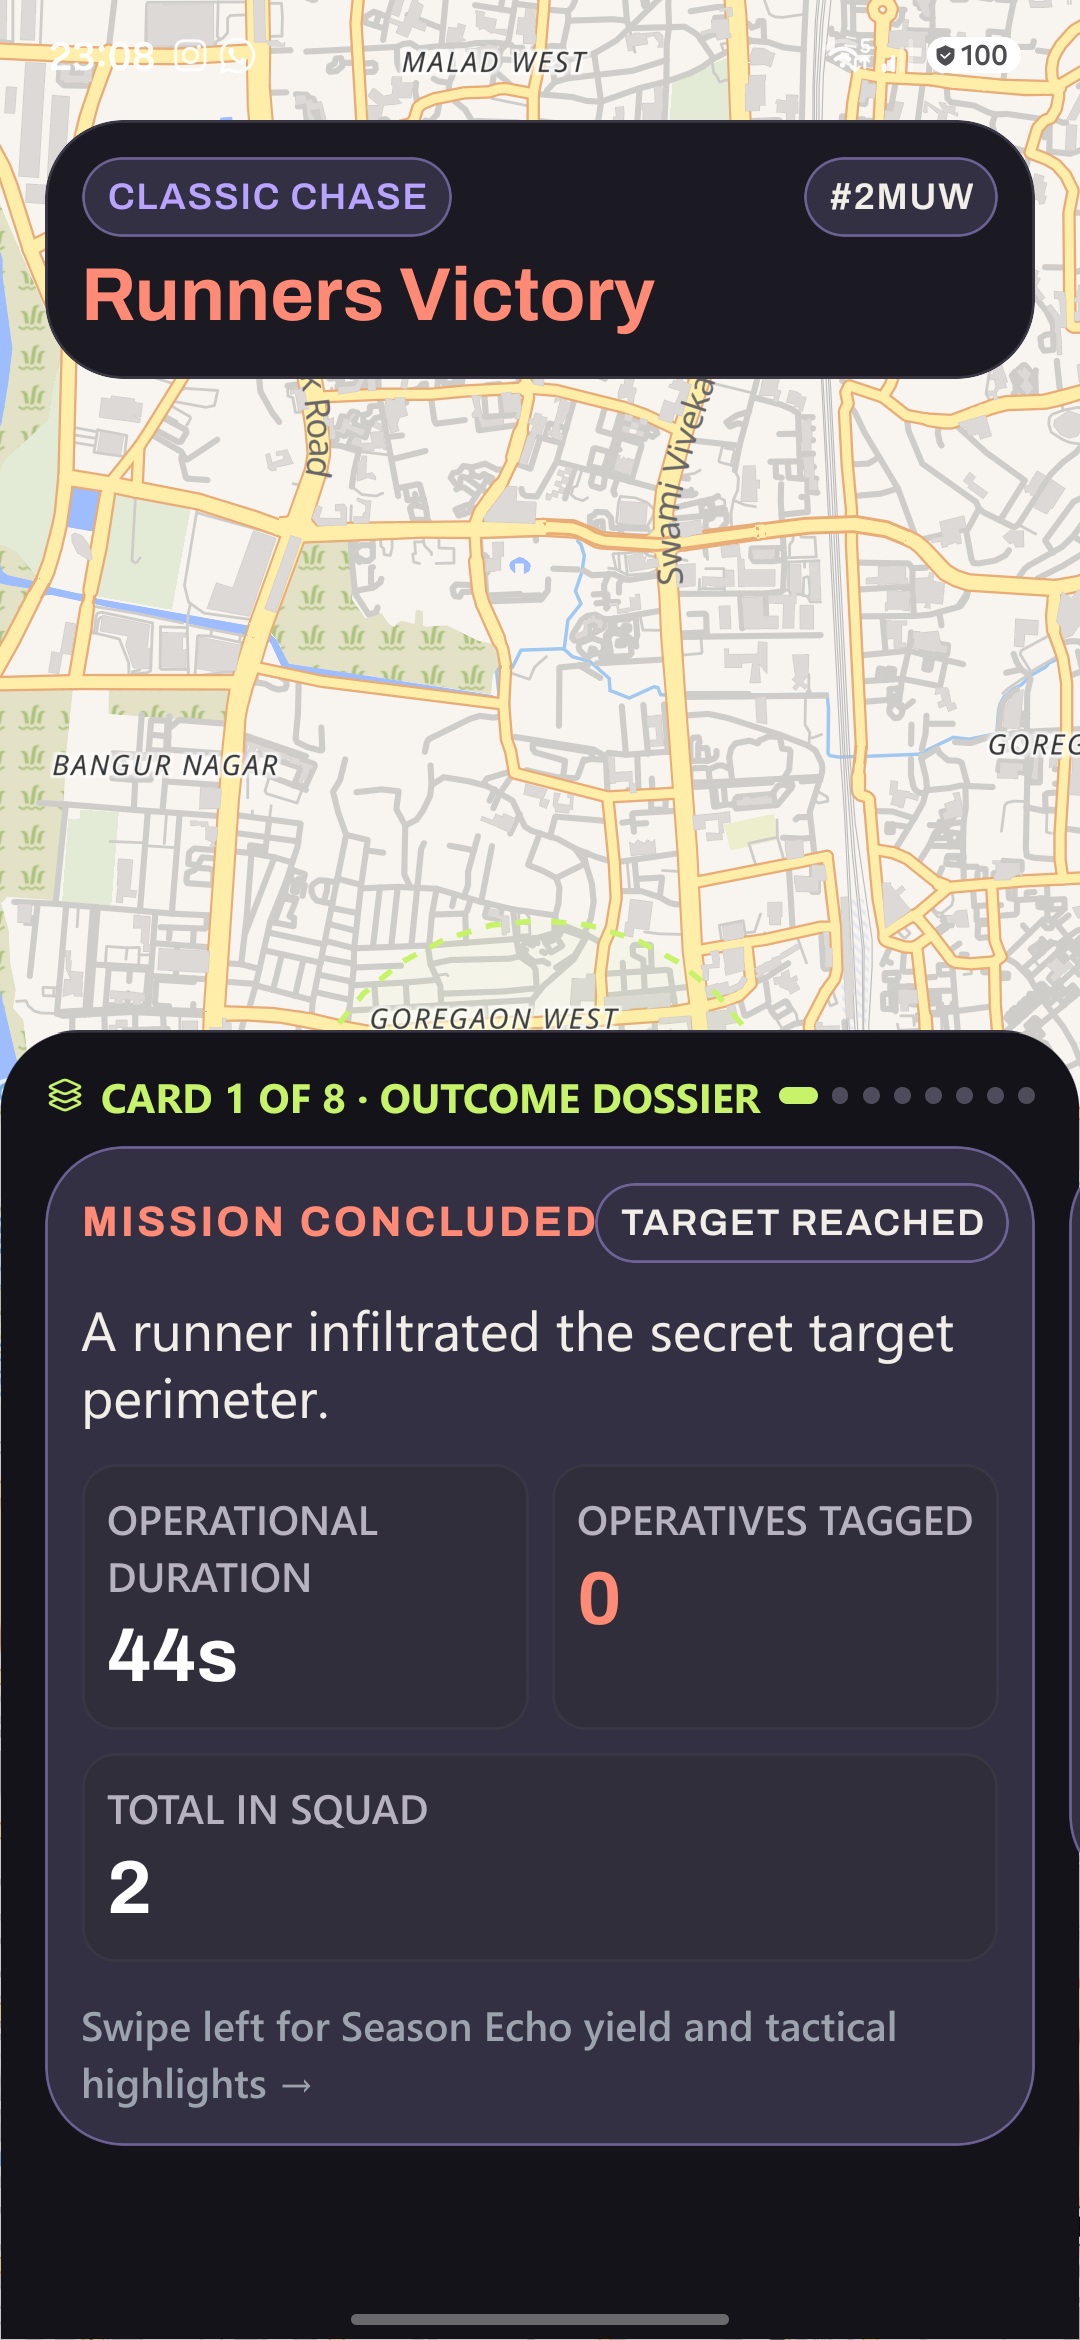 23:08
100
MALAD WEST
CLASSIC CHASE
#2MUW
Runners Victory
k Road
Swami Viveka
BANGUR NAGAR
GOREG
GOREGAON WEST
CARD 1 OF 8 · OUTCOME DOSSIER
MISSION CONCLUDED
TARGET REACHED
A runner infiltrated the secret target
perimeter.
OPERATIONAL
DURATION
44s
OPERATIVES TAGGED
0
TOTAL IN SQUAD
2
Swipe left for Season Echo yield and tactical
highlights →